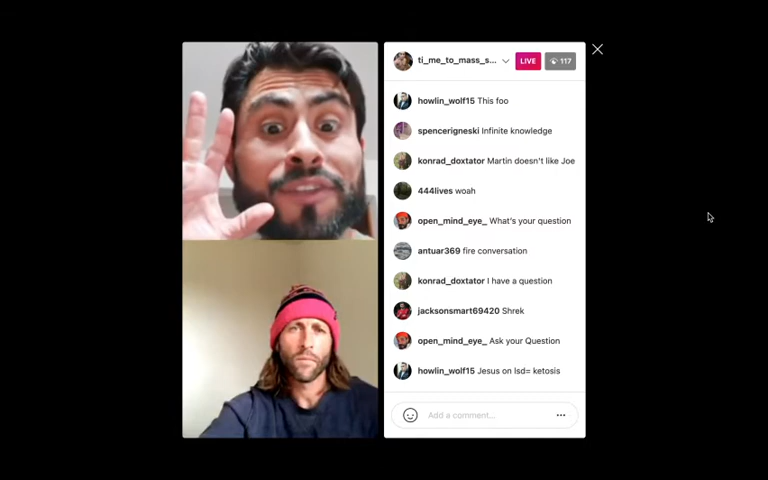 ti_me_to_mass_s...
LIVE
117
howlin_wolf15 This foo
spencerigneski Infinite knowledge
konrad_doxtator Martin doesn't like Joe
444lives woah
open_mind_eye_ What's your question
antuar369 fire conversation
konrad_doxtator I have a question
jacksonsmart69420 Shrek
open_mind_eye_ Ask your Question
howlin_wolf15 Jesus on lsd= ketosis
Add a comment...